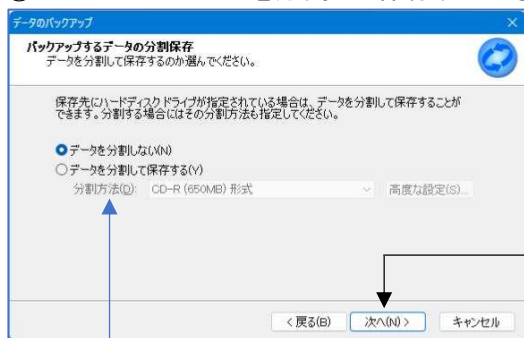 データのバックアップ
バックアップするデータの分割保存
データを分割して保存するのか選んでください。
保存先にハードディスクドライブが指定されている場合は、データを分割して保存することが
できます。分割する場合にはその分割方法も指定してください。
データを分割しない(N)
データを分割して保存する(Y)
分割方法(D): CD-R (650MB) 形式 高度な設定(S)...
< 戻る(B) 次へ(N) > キャンセル